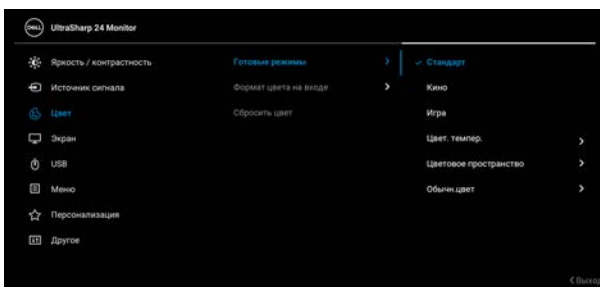 DELL UltraSharp 24 Monitor
Яркость / контрастность
Готовые режимы
Стандарт
Источник сигнала
Формат цвета на входе
Кино
Цвет
Сбросить цвет
Игра
Экран
Цвет. темпер.
USB
Цветовое пространство
Меню
Обычн.цвет
Персонализация
Другое
Выход